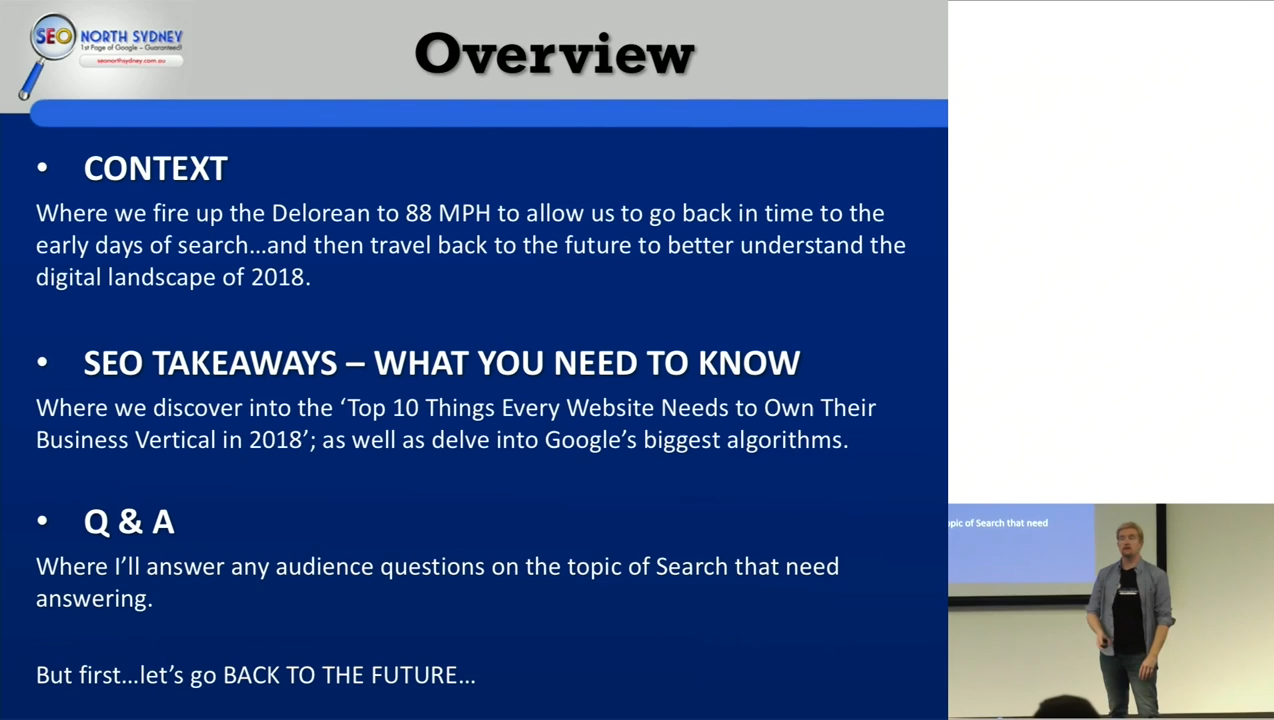 SEO NORTH SYDNEY
1st Page of Google – Guaranteed!
seonorthsydney.com.au
Overview
• CONTEXT
Where we fire up the Delorean to 88 MPH to allow us to go back in time to the
early days of search...and then travel back to the future to better understand the
digital landscape of 2018.
• SEO TAKEAWAYS – WHAT YOU NEED TO KNOW
Where we discover into the ‘Top 10 Things Every Website Needs to Own Their
Business Vertical in 2018’; as well as delve into Google’s biggest algorithms.
• Q & A
Where I’ll answer any audience questions on the topic of Search that need
answering.
But first...let’s go BACK TO THE FUTURE...
opic of Search that need